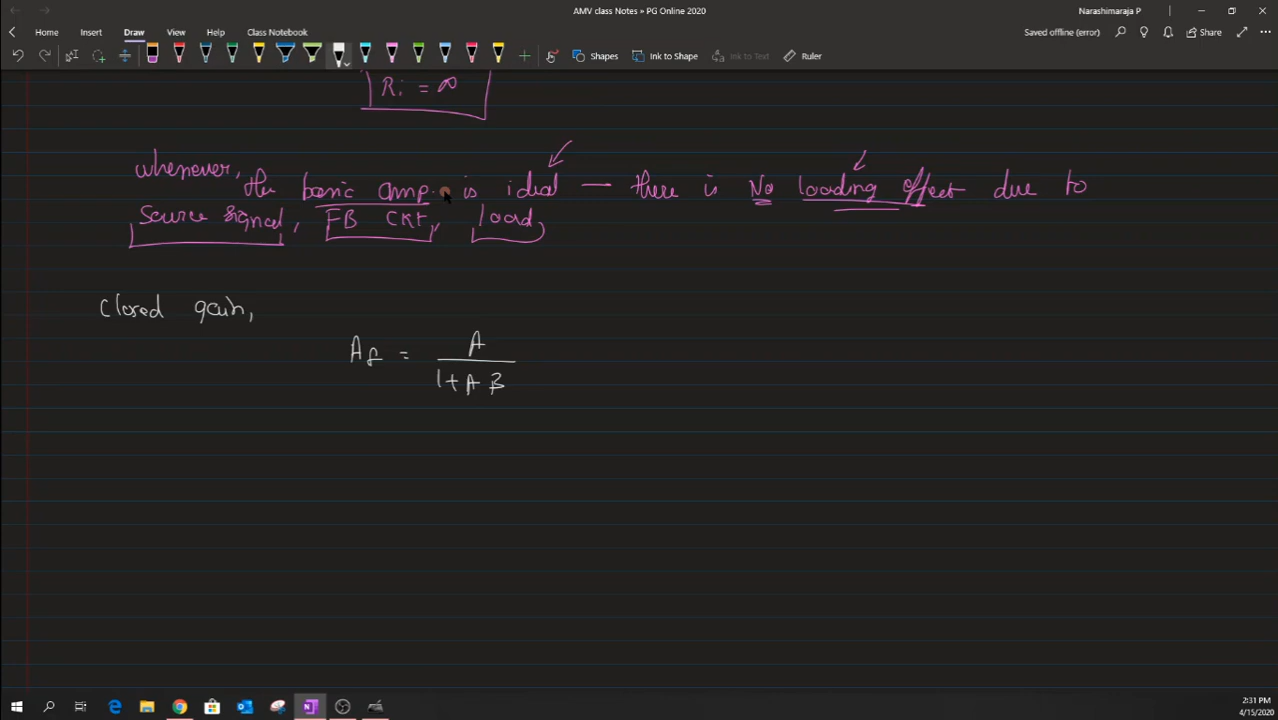 AMV class Notes » PG Online 2020
Narashimaraja P
Home Insert Draw View Help Class Notebook
Saved offline (error) Share
Shapes Ink to Shape Ink to Text Ruler
Ri = ∞
whenever, the basic amp. is ideal — there is No loading effect due to
source signal, FB CKT, load
Closed gain,
Af = A
1+Aβ
2:31 PM
4/15/2020